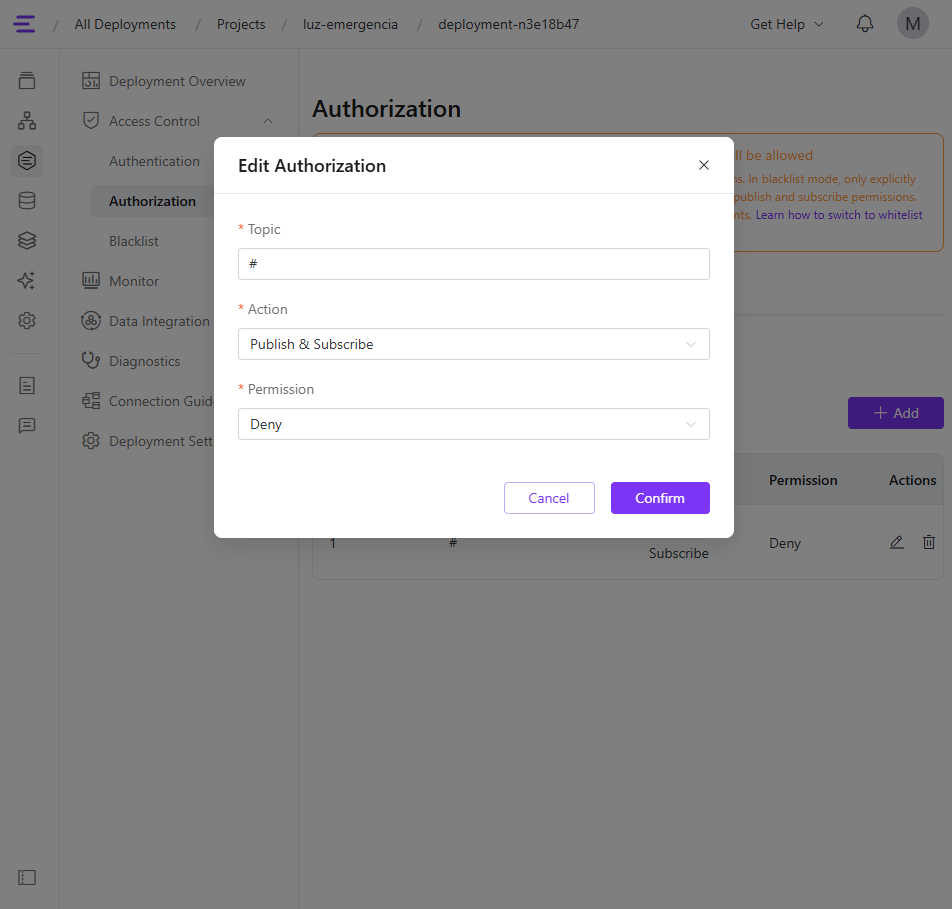 / All Deployments / Projects / luz-emergencia / deployment-n3e18b47
Get Help
M
Deployment Overview
Access Control
Authentication
Authorization
Blacklist
Monitor
Data Integration
Diagnostics
Connection Guid
Deployment Sett
Authorization
ll be allowed
ns. In blacklist mode, only explicitly
publish and subscribe permissions.
nts. Learn how to switch to whitelist
Edit Authorization
* Topic
#
* Action
Publish & Subscribe
* Permission
Deny
Cancel
Confirm
+ Add
Permission Actions
1 # Subscribe Deny